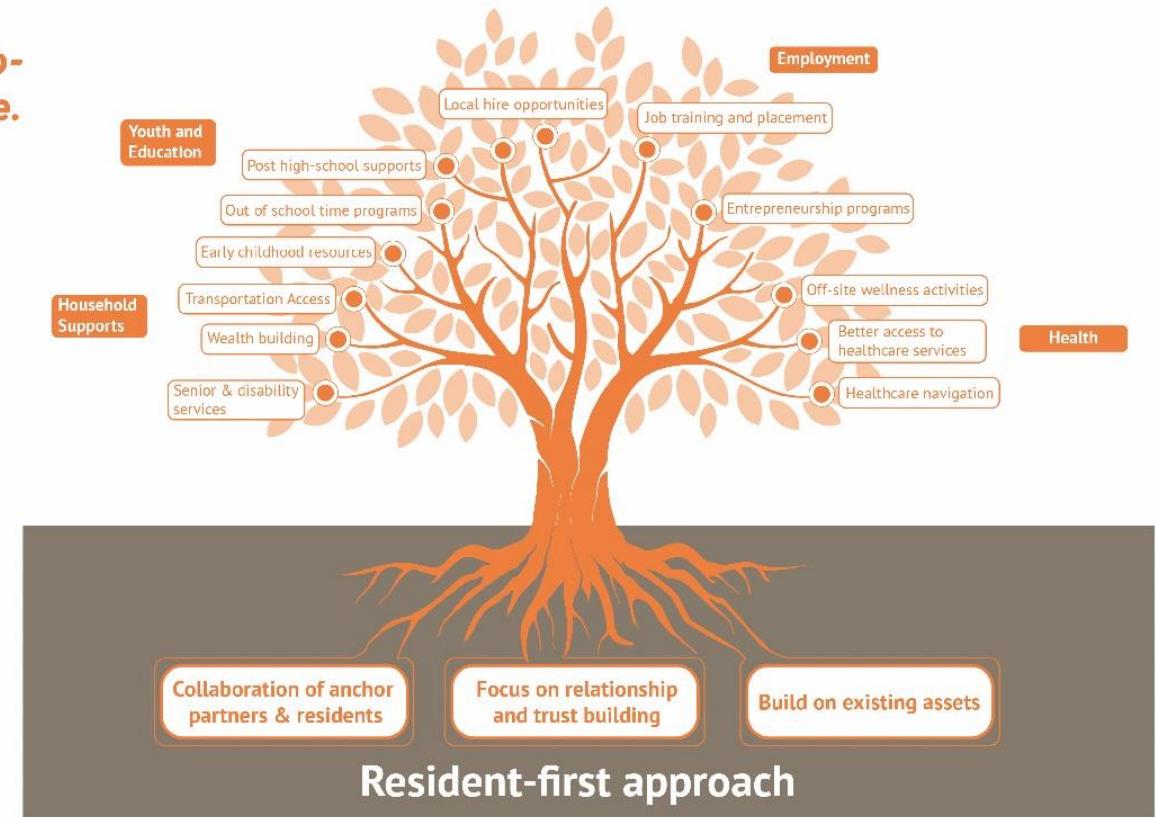 Employment
Local hire opportunities
Job training and placement
Youth and
Education
Post high-school supports
Out of school time programs
Entrepreneurship programs
Early childhood resources
Household
Supports
Transportation Access
Off-site wellness activities
Wealth building
Better access to
healthcare services
Health
Senior & disability
services
Healthcare navigation
Collaboration of anchor
partners & residents
Focus on relationship
and trust building
Build on existing assets
Resident-first approach